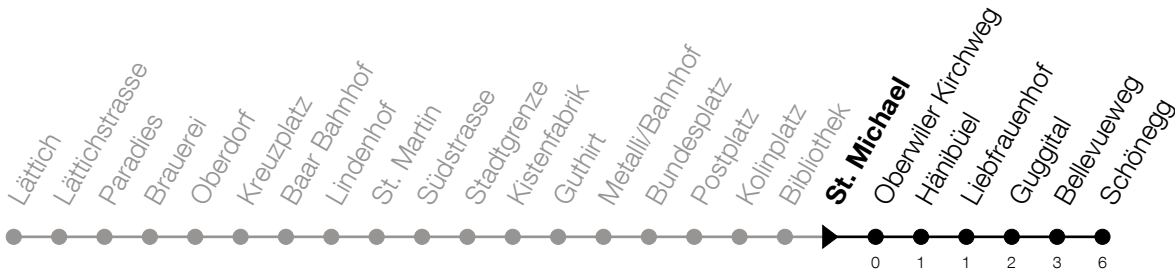 Lättich
Lättichstrasse
Paradies
Brauerei
Oberdorf
Kreuzplatz
Baar Bahnhof
Lindenhof
St. Martin
Südstrasse
Stadtgrenze
Kistenfabrik
Guthirt
Metalli/Bahnhof
Bundesplatz
Postplatz
Kolinplatz
Bibliothek
St. Michael
Oberwiler Kirchweg
Hänibüel
Liebfrauenhof
Guggital
Bellevueweg
Schönegg
0 1 1 2 3 6